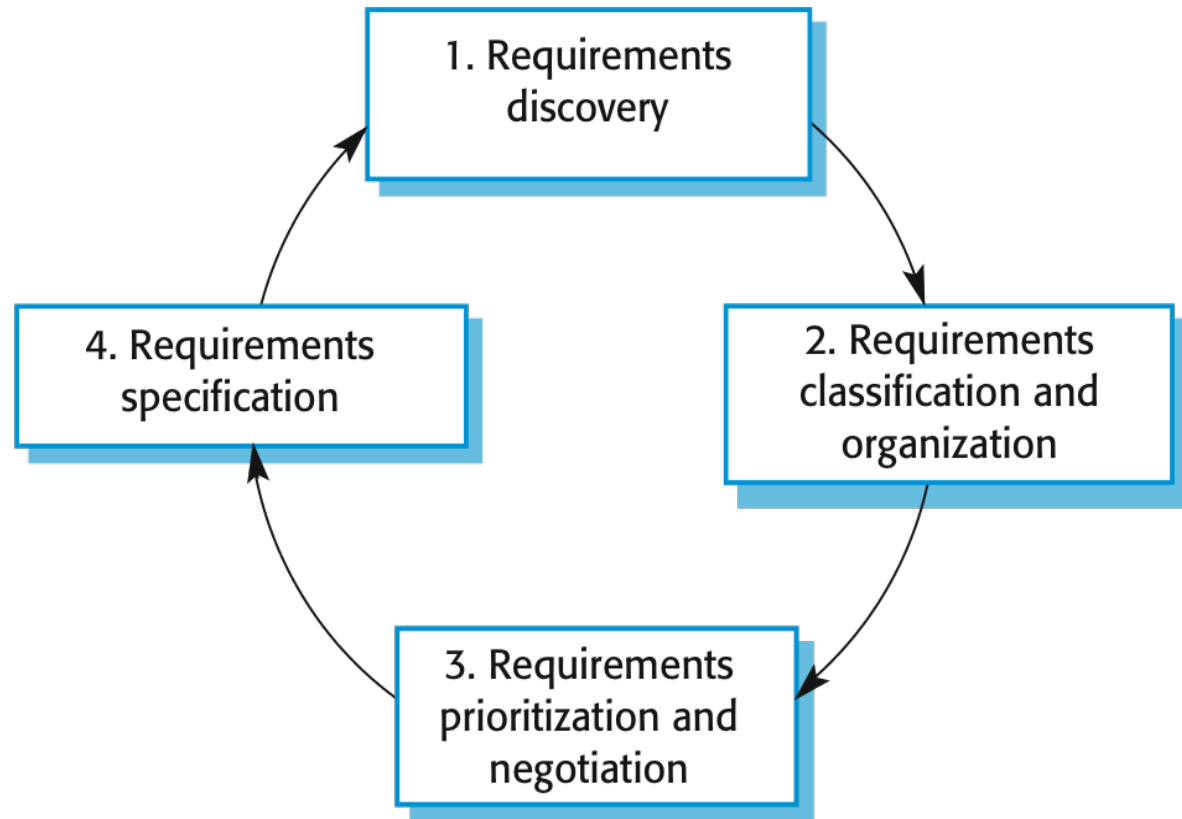 1. Requirements
discovery
2. Requirements
classification and
organization
3. Requirements
prioritization and
negotiation
4. Requirements
specification